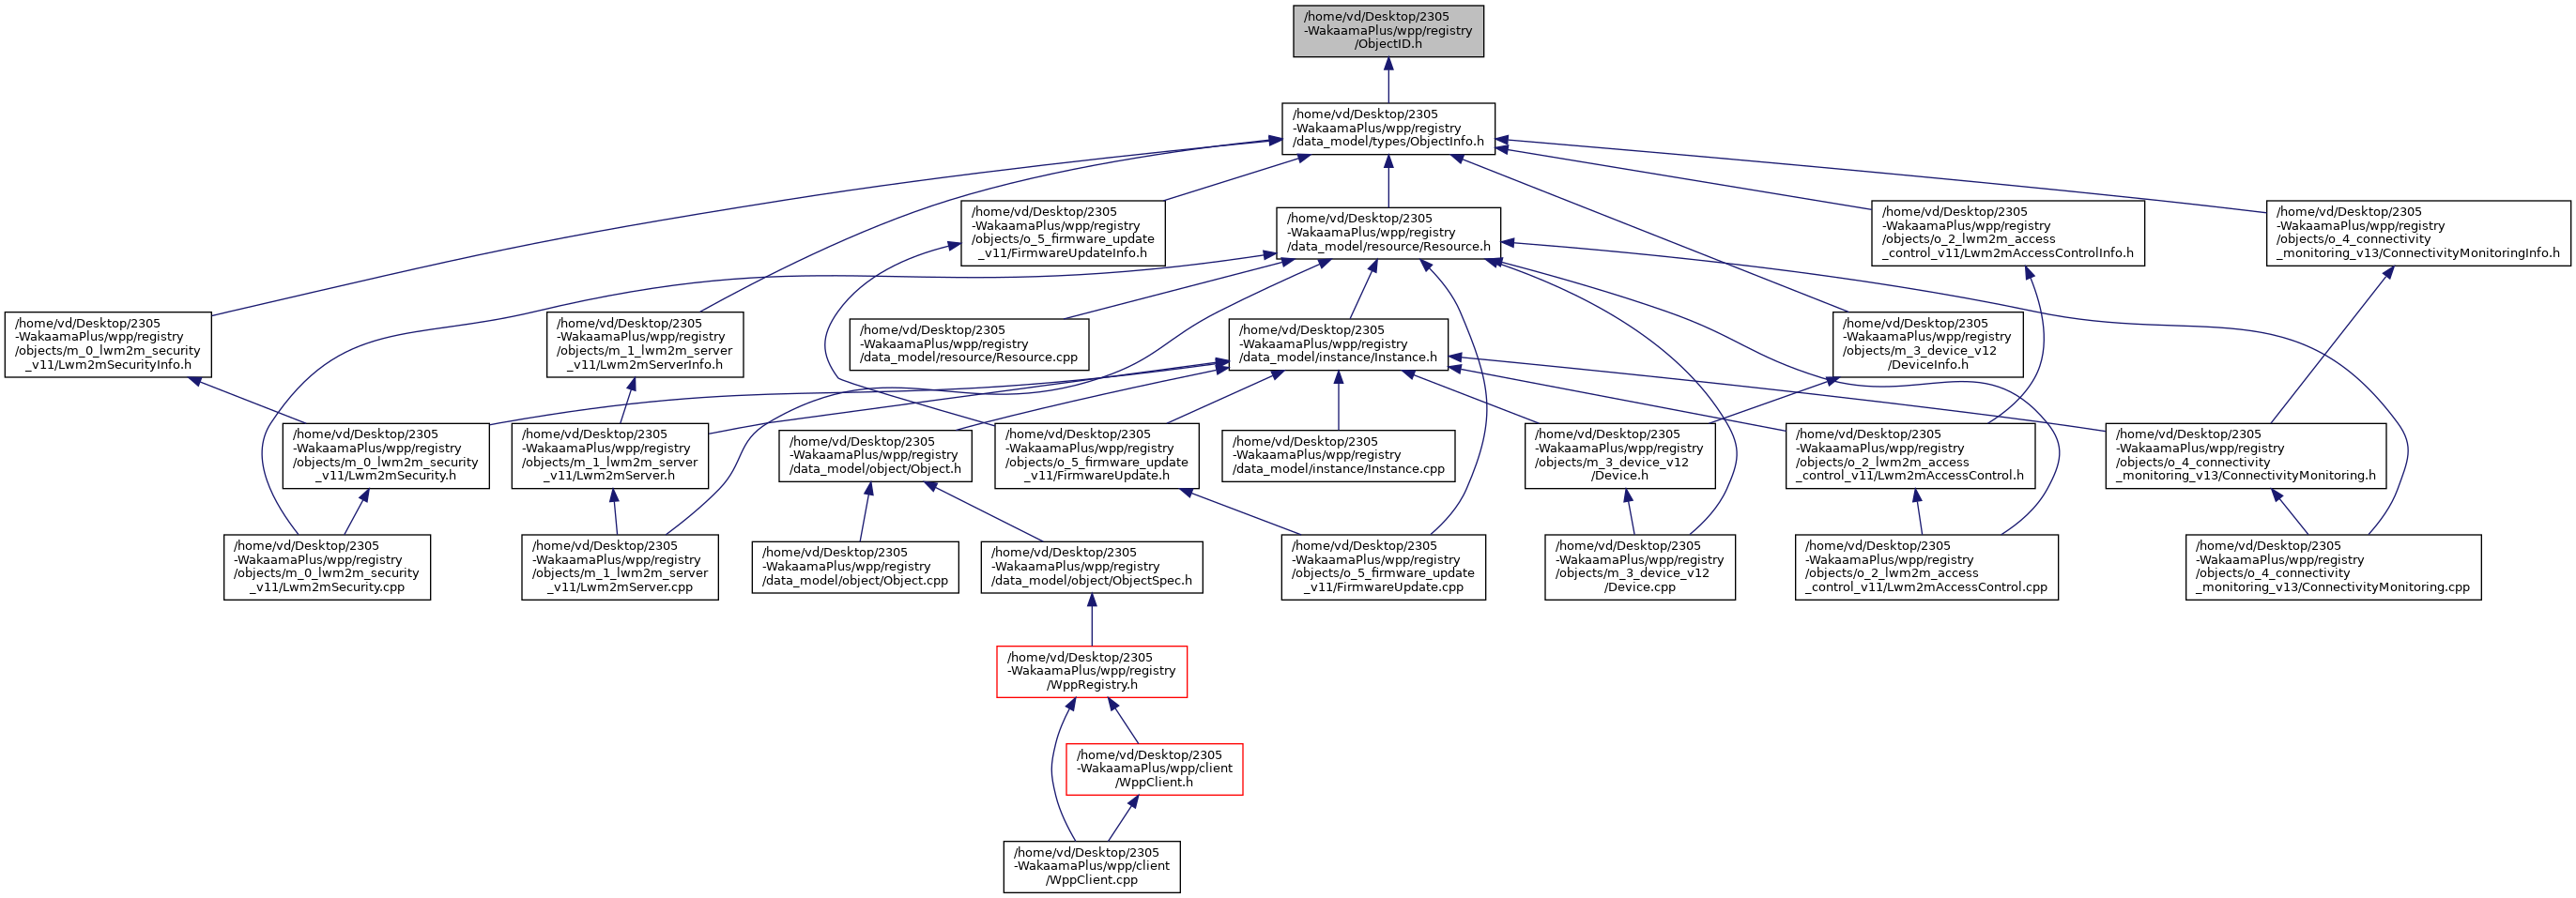 /home/vd/Desktop/2305
-WakaamaPlus/wpp/registry
/ObjectID.h
/home/vd/Desktop/2305
-WakaamaPlus/wpp/registry
/data_model/types/ObjectInfo.h
/home/vd/Desktop/2305
-WakaamaPlus/wpp/registry
/objects/o_5_firmware_update
_v11/FirmwareUpdateInfo.h
/home/vd/Desktop/2305
-WakaamaPlus/wpp/registry
/data_model/resource/Resource.h
/home/vd/Desktop/2305
-WakaamaPlus/wpp/registry
/objects/o_2_lwm2m_access
_control_v11/Lwm2mAccessControlInfo.h
/home/vd/Desktop/2305
-WakaamaPlus/wpp/registry
/objects/o_4_connectivity
_monitoring_v13/ConnectivityMonitoringInfo.h
/home/vd/Desktop/2305
-WakaamaPlus/wpp/registry
/objects/m_0_lwm2m_security
_v11/Lwm2mSecurityInfo.h
/home/vd/Desktop/2305
-WakaamaPlus/wpp/registry
/objects/m_1_lwm2m_server
_v11/Lwm2mServerInfo.h
/home/vd/Desktop/2305
-WakaamaPlus/wpp/registry
/data_model/resource/Resource.cpp
/home/vd/Desktop/2305
-WakaamaPlus/wpp/registry
/data_model/instance/Instance.h
/home/vd/Desktop/2305
-WakaamaPlus/wpp/registry
/objects/m_3_device_v12
/DeviceInfo.h
/home/vd/Desktop/2305
-WakaamaPlus/wpp/registry
/objects/m_0_lwm2m_security
_v11/Lwm2mSecurity.h
/home/vd/Desktop/2305
-WakaamaPlus/wpp/registry
/objects/m_1_lwm2m_server
_v11/Lwm2mServer.h
/home/vd/Desktop/2305
-WakaamaPlus/wpp/registry
/data_model/object/Object.h
/home/vd/Desktop/2305
-WakaamaPlus/wpp/registry
/objects/o_5_firmware_update
_v11/FirmwareUpdate.h
/home/vd/Desktop/2305
-WakaamaPlus/wpp/registry
/data_model/instance/Instance.cpp
/home/vd/Desktop/2305
-WakaamaPlus/wpp/registry
/objects/m_3_device_v12
/Device.h
/home/vd/Desktop/2305
-WakaamaPlus/wpp/registry
/objects/o_2_lwm2m_access
_control_v11/Lwm2mAccessControl.h
/home/vd/Desktop/2305
-WakaamaPlus/wpp/registry
/objects/o_4_connectivity
_monitoring_v13/ConnectivityMonitoring.h
/home/vd/Desktop/2305
-WakaamaPlus/wpp/registry
/objects/m_0_lwm2m_security
_v11/Lwm2mSecurity.cpp
/home/vd/Desktop/2305
-WakaamaPlus/wpp/registry
/objects/m_1_lwm2m_server
_v11/Lwm2mServer.cpp
/home/vd/Desktop/2305
-WakaamaPlus/wpp/registry
/data_model/object/Object.cpp
/home/vd/Desktop/2305
-WakaamaPlus/wpp/registry
/data_model/object/ObjectSpec.h
/home/vd/Desktop/2305
-WakaamaPlus/wpp/registry
/objects/o_5_firmware_update
_v11/FirmwareUpdate.cpp
/home/vd/Desktop/2305
-WakaamaPlus/wpp/registry
/objects/m_3_device_v12
/Device.cpp
/home/vd/Desktop/2305
-WakaamaPlus/wpp/registry
/objects/o_2_lwm2m_access
_control_v11/Lwm2mAccessControl.cpp
/home/vd/Desktop/2305
-WakaamaPlus/wpp/registry
/objects/o_4_connectivity
_monitoring_v13/ConnectivityMonitoring.cpp
/home/vd/Desktop/2305
-WakaamaPlus/wpp/registry
/WppRegistry.h
/home/vd/Desktop/2305
-WakaamaPlus/wpp/client
/WppClient.h
/home/vd/Desktop/2305
-WakaamaPlus/wpp/client
/WppClient.cpp